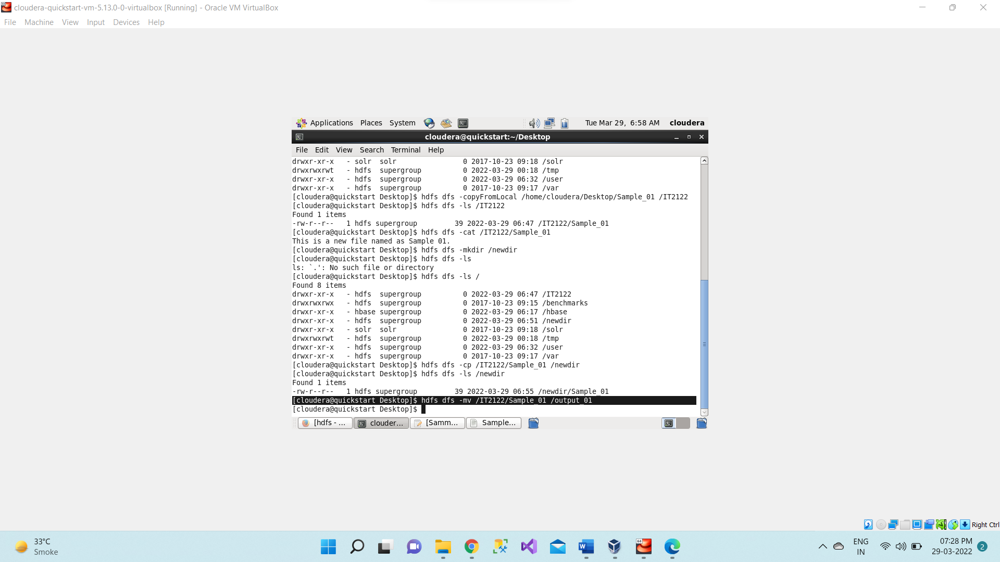 cloudera-quickstart-vm-5.13.0-0-virtualbox [Running] - Oracle VM VirtualBox
File Machine View Input Devices Help
Applications Places System Tue Mar 29, 6:58 AM cloudera
cloudera@quickstart:~/Desktop
File Edit View Search Terminal Help
drwxr-xr-x   - solr  solr                0 2017-10-23 09:18 /solr
drwxrwxrwt   - hdfs  supergroup          0 2022-03-29 00:18 /tmp
drwxr-xr-x   - hdfs  supergroup          0 2022-03-29 06:32 /user
drwxr-xr-x   - hdfs  supergroup          0 2017-10-23 09:17 /var
[cloudera@quickstart Desktop]$ hdfs dfs -copyFromLocal /home/cloudera/Desktop/Sample_01 /IT2122
[cloudera@quickstart Desktop]$ hdfs dfs -ls /IT2122
Found 1 items
-rw-r--r--   1 hdfs supergroup         39 2022-03-29 06:47 /IT2122/Sample_01
[cloudera@quickstart Desktop]$ hdfs dfs -cat /IT2122/Sample_01
This is a new file named as Sample 01.
[cloudera@quickstart Desktop]$ hdfs dfs -mkdir /newdir
[cloudera@quickstart Desktop]$ hdfs dfs -ls
ls: `.': No such file or directory
[cloudera@quickstart Desktop]$ hdfs dfs -ls /
Found 8 items
drwxr-xr-x   - hdfs  supergroup          0 2022-03-29 06:47 /IT2122
drwxrwxrwx   - hdfs  supergroup          0 2017-10-23 09:15 /benchmarks
drwxr-xr-x   - hbase supergroup          0 2022-03-29 06:17 /hbase
drwxr-xr-x   - hdfs  supergroup          0 2022-03-29 06:51 /newdir
drwxr-xr-x   - solr  solr                0 2017-10-23 09:18 /solr
drwxrwxrwt   - hdfs  supergroup          0 2022-03-29 00:18 /tmp
drwxr-xr-x   - hdfs  supergroup          0 2022-03-29 06:32 /user
drwxr-xr-x   - hdfs  supergroup          0 2017-10-23 09:17 /var
[cloudera@quickstart Desktop]$ hdfs dfs -cp /IT2122/Sample_01 /newdir
[cloudera@quickstart Desktop]$ hdfs dfs -ls /newdir
Found 1 items
-rw-r--r--   1 hdfs supergroup         39 2022-03-29 06:55 /newdir/Sample_01
[cloudera@quickstart Desktop]$ hdfs dfs -mv /IT2122/Sample_01 /output_01
[cloudera@quickstart Desktop]$
[hdfs - ... clouder... [Samm... Sample...
Right Ctrl
33°C
Smoke
64
ENG
IN
07:28 PM
29-03-2022
2